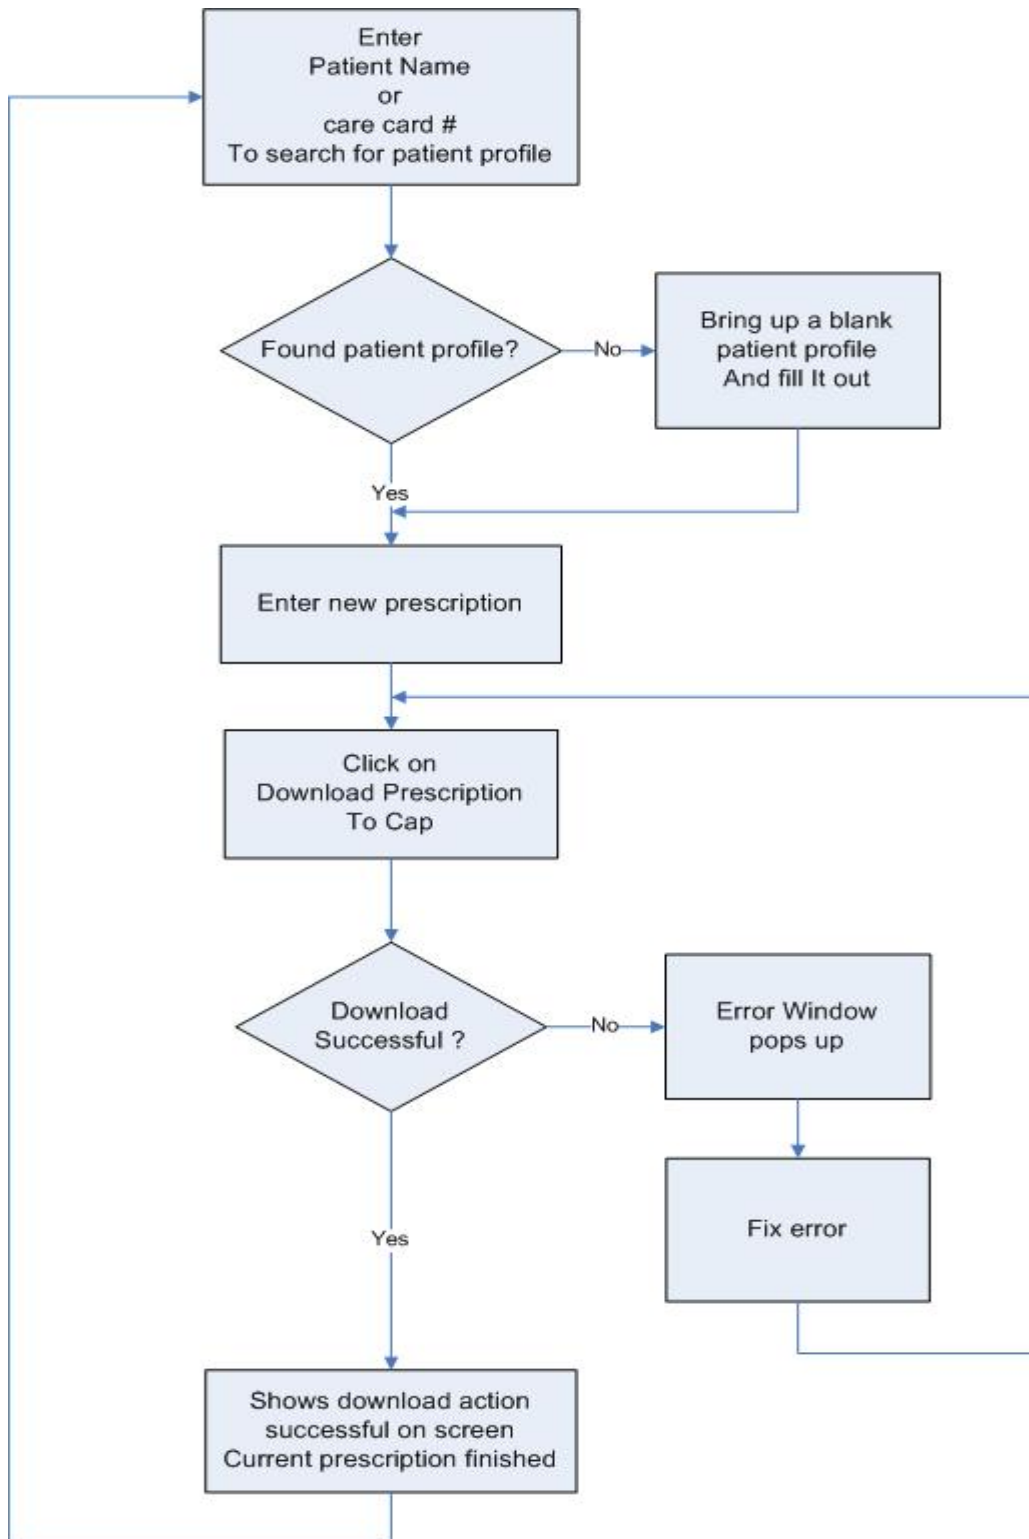 Enter
Patient Name
or
care card #
To search for patient profile
Found patient profile?
No
Bring up a blank
patient profile
And fill It out
Yes
Enter new prescription
Click on
Download Prescription
To Cap
Download
Successful ?
No
Error Window
pops up
Fix error
Yes
Shows download action
successful on screen
Current prescription finished